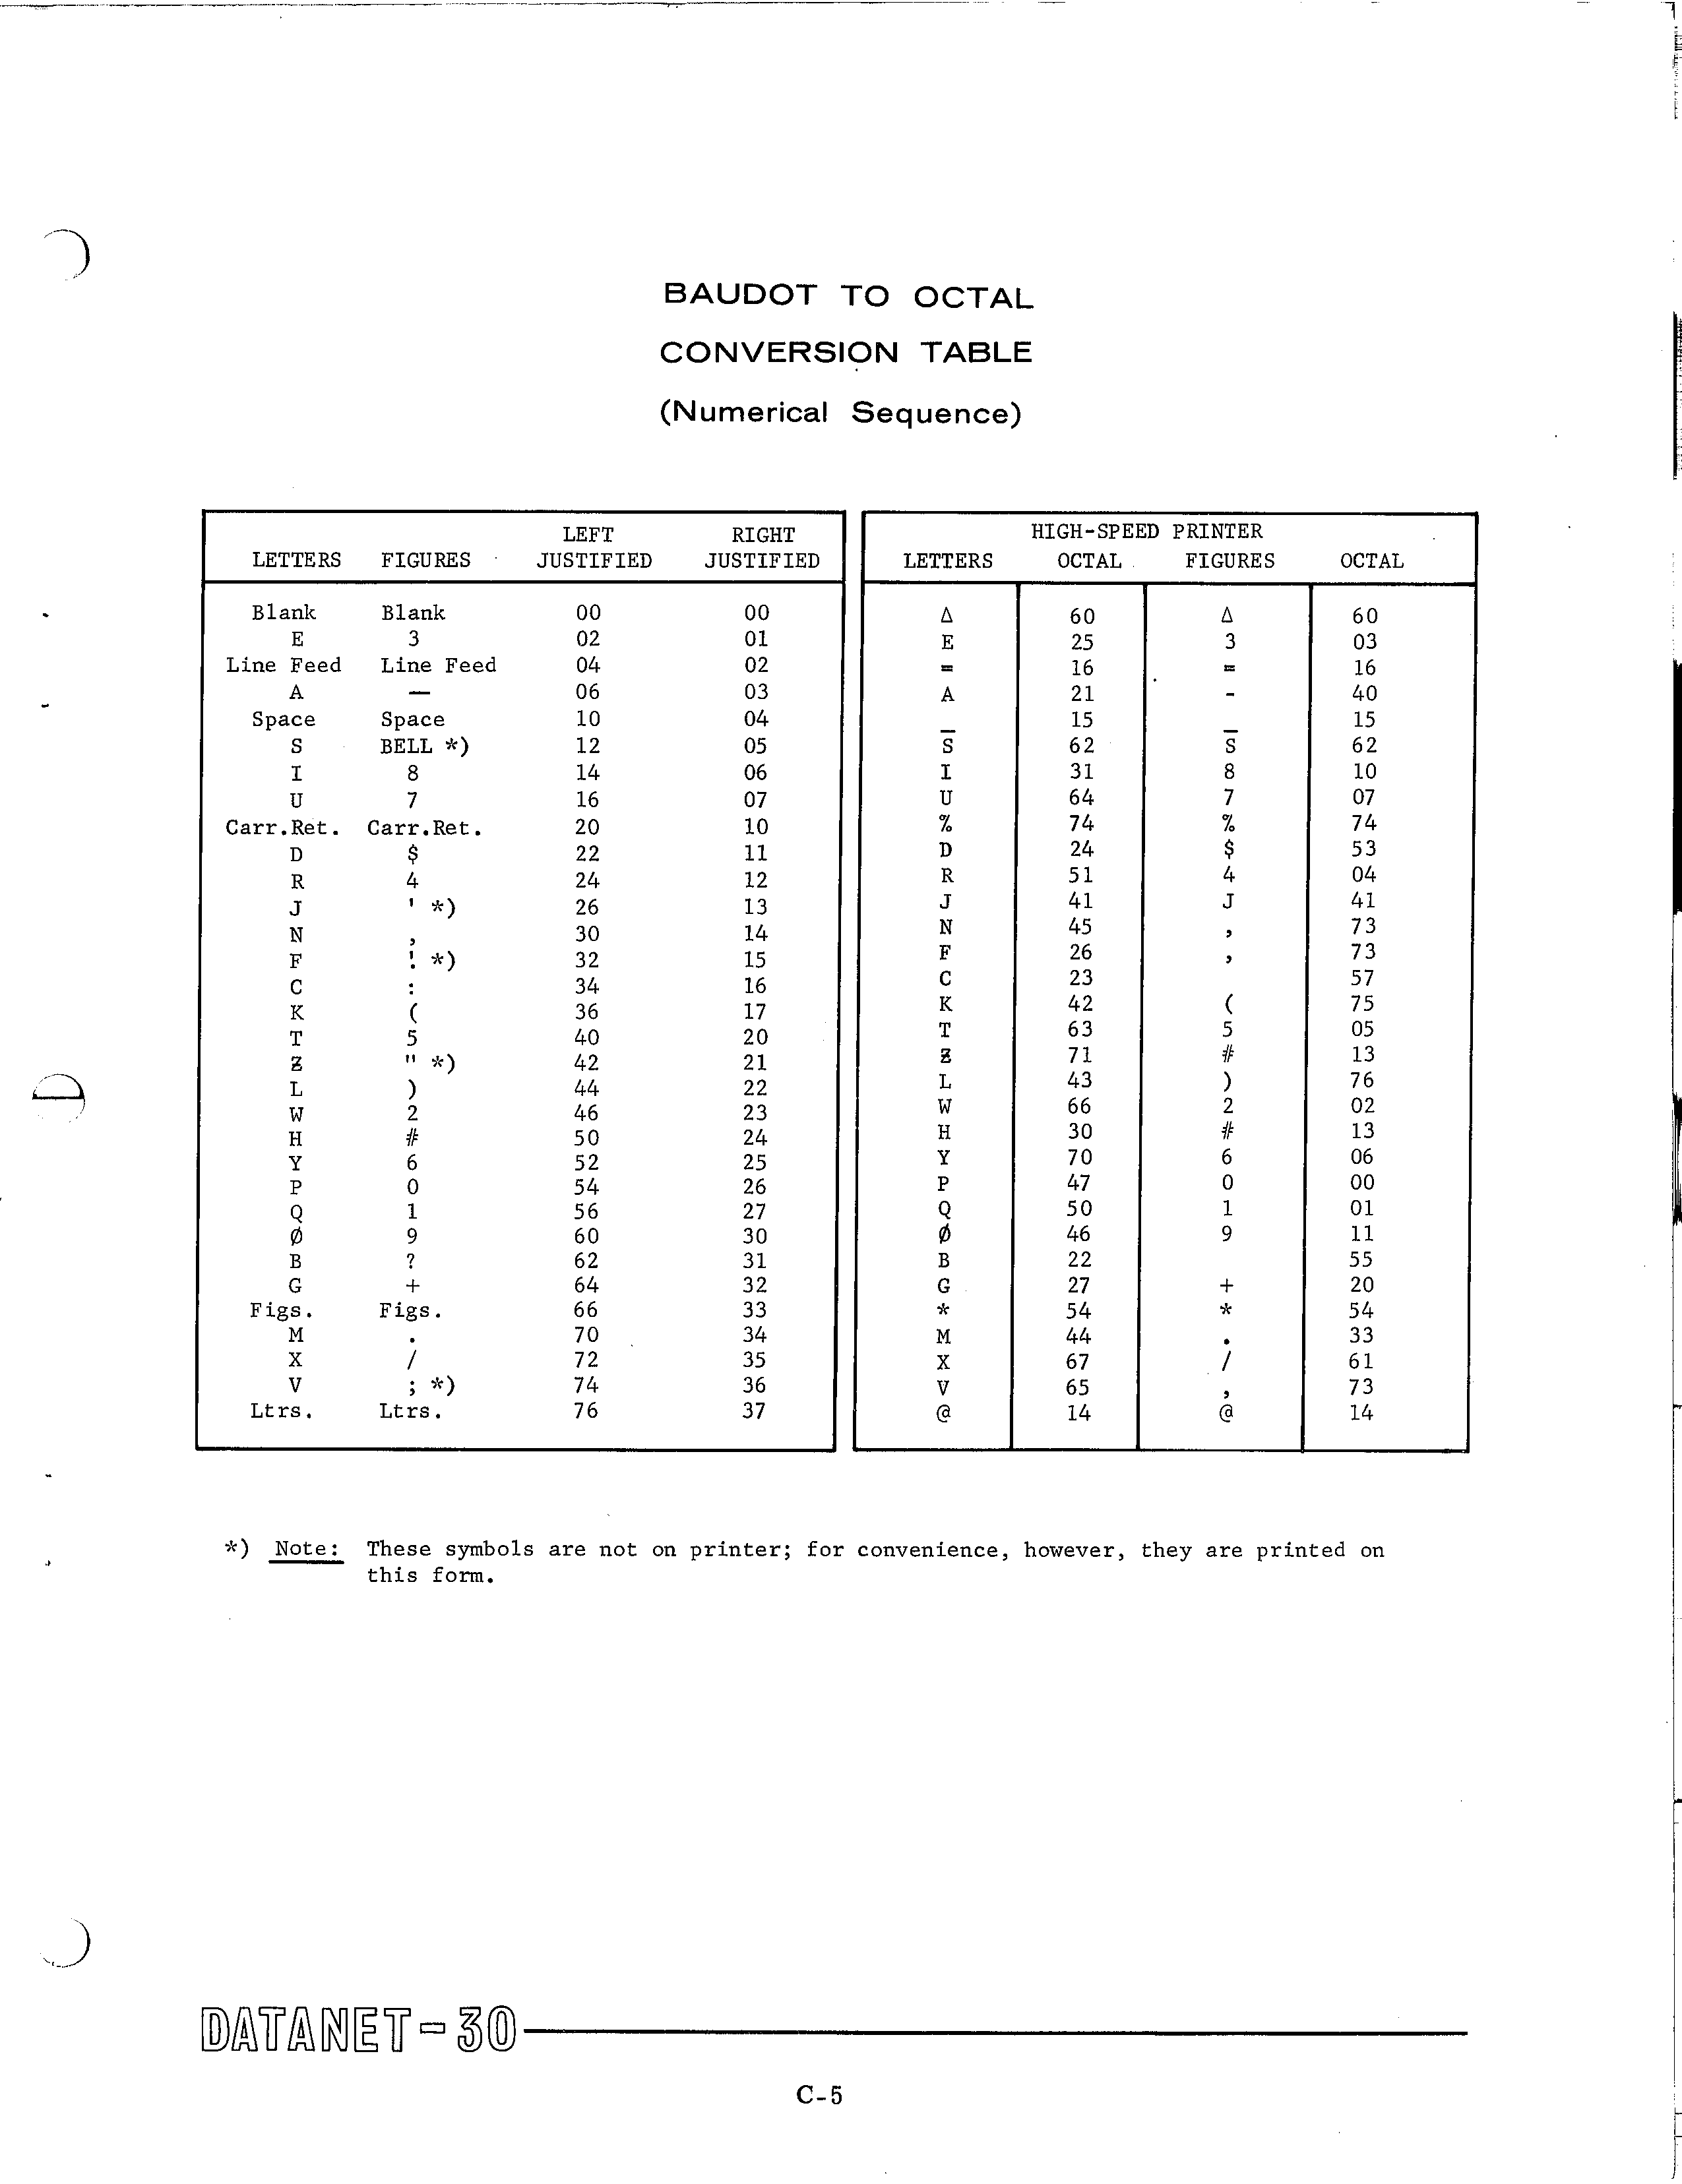 BAUDOT TO OCTAL
CONVERSION TABLE
(Numerical Sequence)
LEFT RIGHT HIGH-SPEED PRINTER
LETTERS FIGURES JUSTIFIED JUSTIFIED LETTERS OCTAL FIGURES OCTAL
Blank Blank 00 00 Δ 60 Δ 60
E 3 02 01 E 25 3 03
Line Feed Line Feed 04 02 = 16 = 16
A — 06 03 A 21 - 40
Space Space 10 04 _ 15 _ 15
S BELL *) 12 05 S 62 S 62
I 8 14 06 I 31 8 10
U 7 16 07 U 64 7 07
Carr.Ret. Carr.Ret. 20 10 % 74 % 74
D $ 22 11 D 24 $ 53
R 4 24 12 R 51 4 04
J ' *) 26 13 J 41 J 41
N , 30 14 N 45 , 73
F ! *) 32 15 F 26 , 73
C : 34 16 C 23 57
K ( 36 17 K 42 ( 75
T 5 40 20 T 63 5 05
Ƶ " *) 42 21 Ƶ 71 # 13
L ) 44 22 L 43 ) 76
W 2 46 23 W 66 2 02
H # 50 24 H 30 # 13
Y 6 52 25 Y 70 6 06
P 0 54 26 P 47 0 00
Q 1 56 27 Q 50 1 01
Ø 9 60 30 Ø 46 9 11
B ? 62 31 B 22 55
G + 64 32 G 27 + 20
Figs. Figs. 66 33 * 54 * 54
M . 70 34 M 44 . 33
X / 72 35 X 67 / 61
V ; *) 74 36 V 65 , 73
Ltrs. Ltrs. 76 37 @ 14 @ 14
*) Note: These symbols are not on printer; for convenience, however, they are printed on
this form.
DATANET-30
C-5